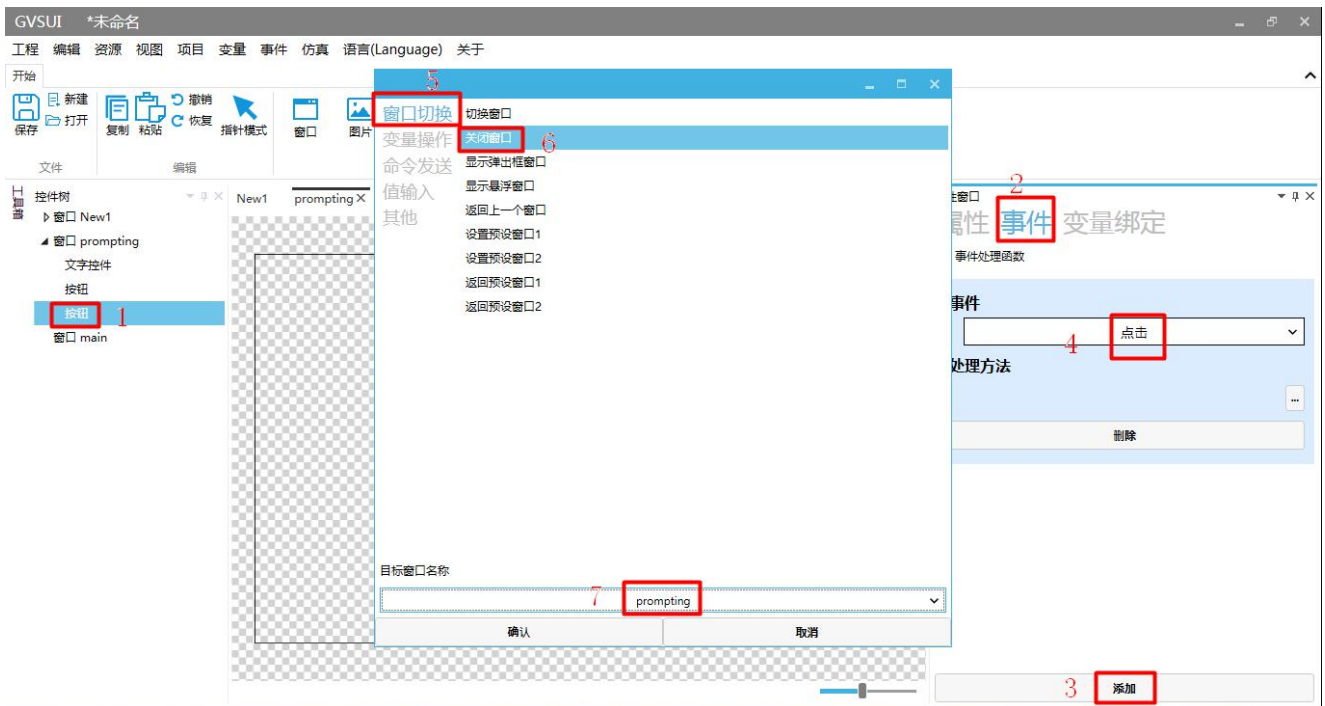 GVSUI *未命名
工程 编辑 资源 视图 项目 变量 事件 仿真 语言(Language) 关于
开始
保存
新建
打开
复制
粘贴
撤销
恢复
指针模式
窗口
图片
文件
编辑
工具箱
控件树
窗口 New1
窗口 prompting
文字控件
按钮
按钮
1
窗口 main
New1 prompting
5
窗口切换
变量操作
命令发送
值输入
其他
切换窗口
关闭窗口
6
显示弹出框窗口
显示悬浮窗口
返回上一个窗口
设置预设窗口1
设置预设窗口2
返回预设窗口1
返回预设窗口2
目标窗口名称
7
prompting
确认 取消
性窗口
2
属性 事件 变量绑定
事件处理函数
事件
点击
4
处理方法
...
删除
3
添加